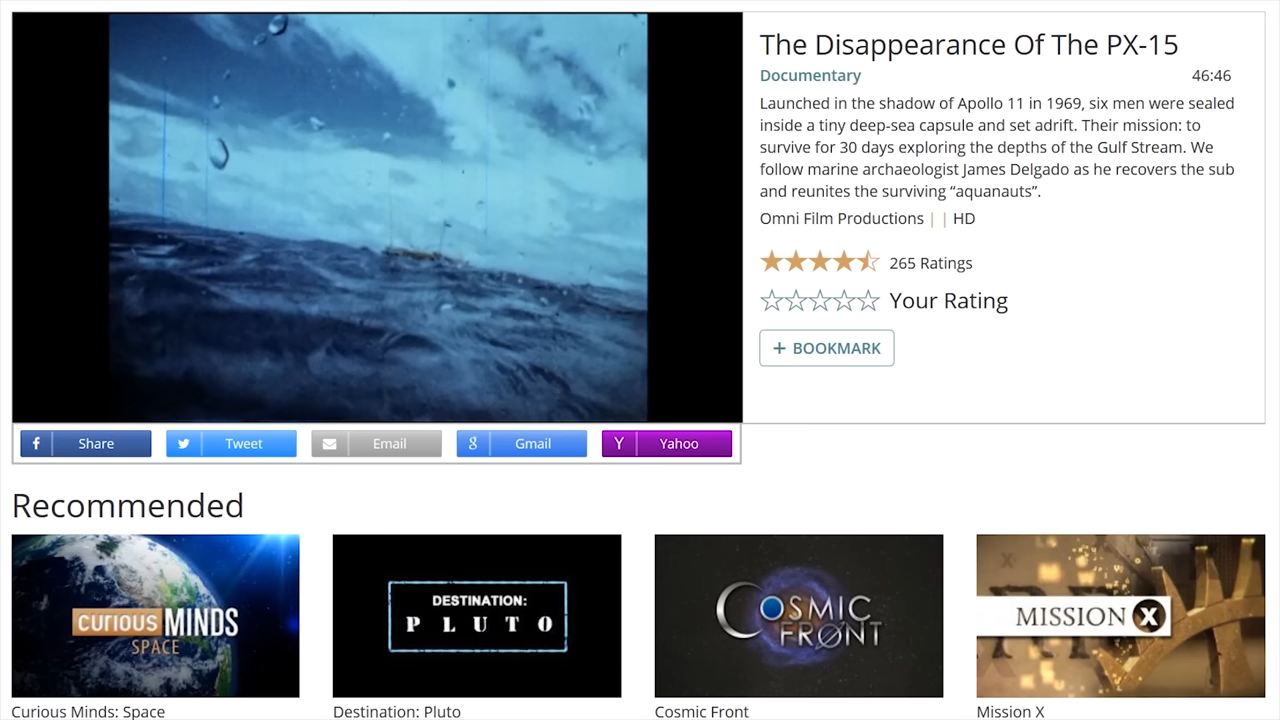 The Disappearance Of The PX-15
Documentary 46:46
Launched in the shadow of Apollo 11 in 1969, six men were sealed
inside a tiny deep-sea capsule and set adrift. Their mission: to
survive for 30 days exploring the depths of the Gulf Stream. We
follow marine archaeologist James Delgado as he recovers the sub
and reunites the surviving “aquanauts”.
Omni Film Productions | | HD
265 Ratings
Your Rating
+ BOOKMARK
f Share
Tweet
Email
8 Gmail
Y Yahoo
Recommended
curious MINDS
SPACE
DESTINATION:
PLUTO
COSMIC
FRØNT
MISSION X
Curious Minds: Space
Destination: Pluto
Cosmic Front
Mission X